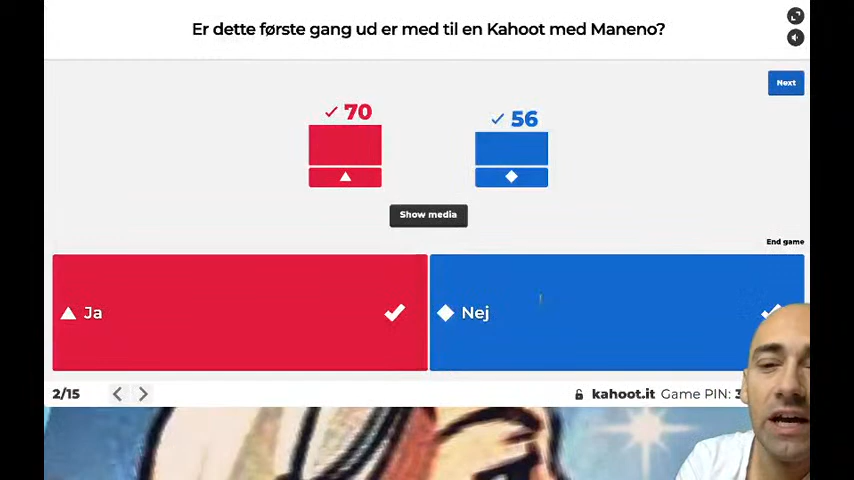 Er dette første gang ud er med til en Kahoot med Maneno?
Next
70
56
Show media
End game
Ja
Nej
2/15
kahoot.it Game PIN: 3